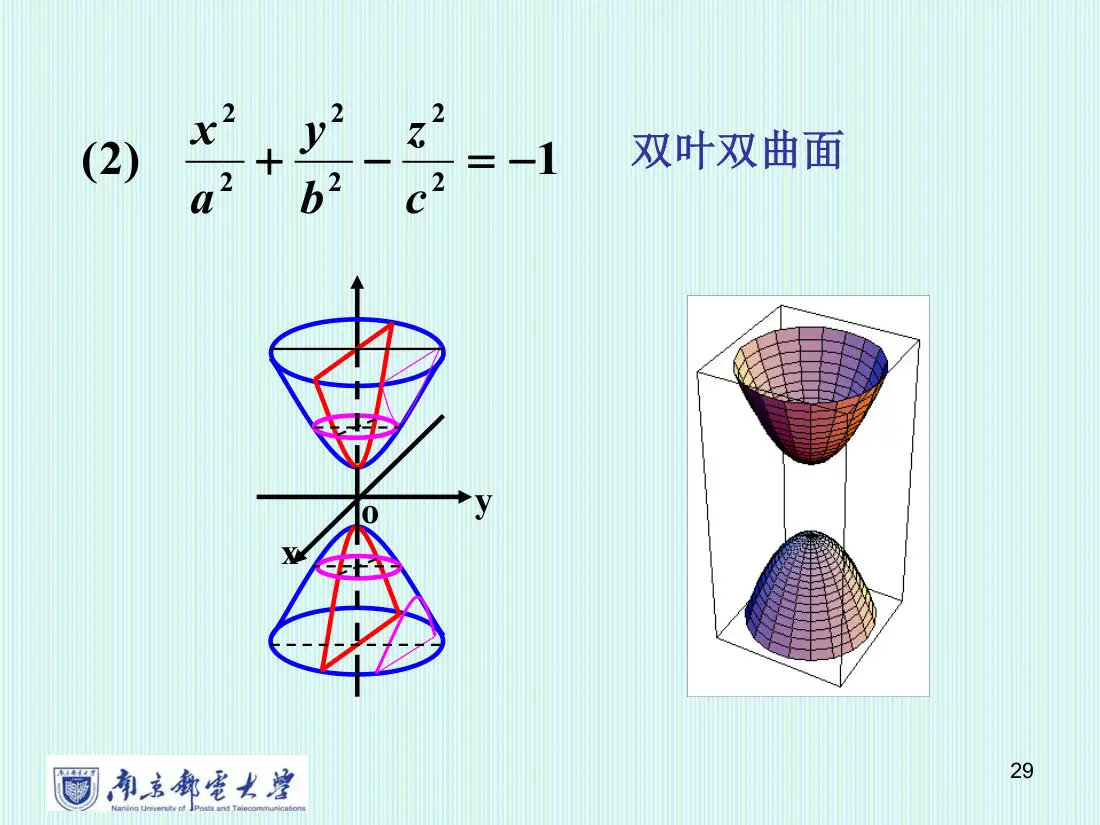 (2) x²/a² + y²/b² − z²/c² = −1 双叶双曲面
y
o
x
南京邮電大學
Nanjing University of Posts and Telecommunications
29